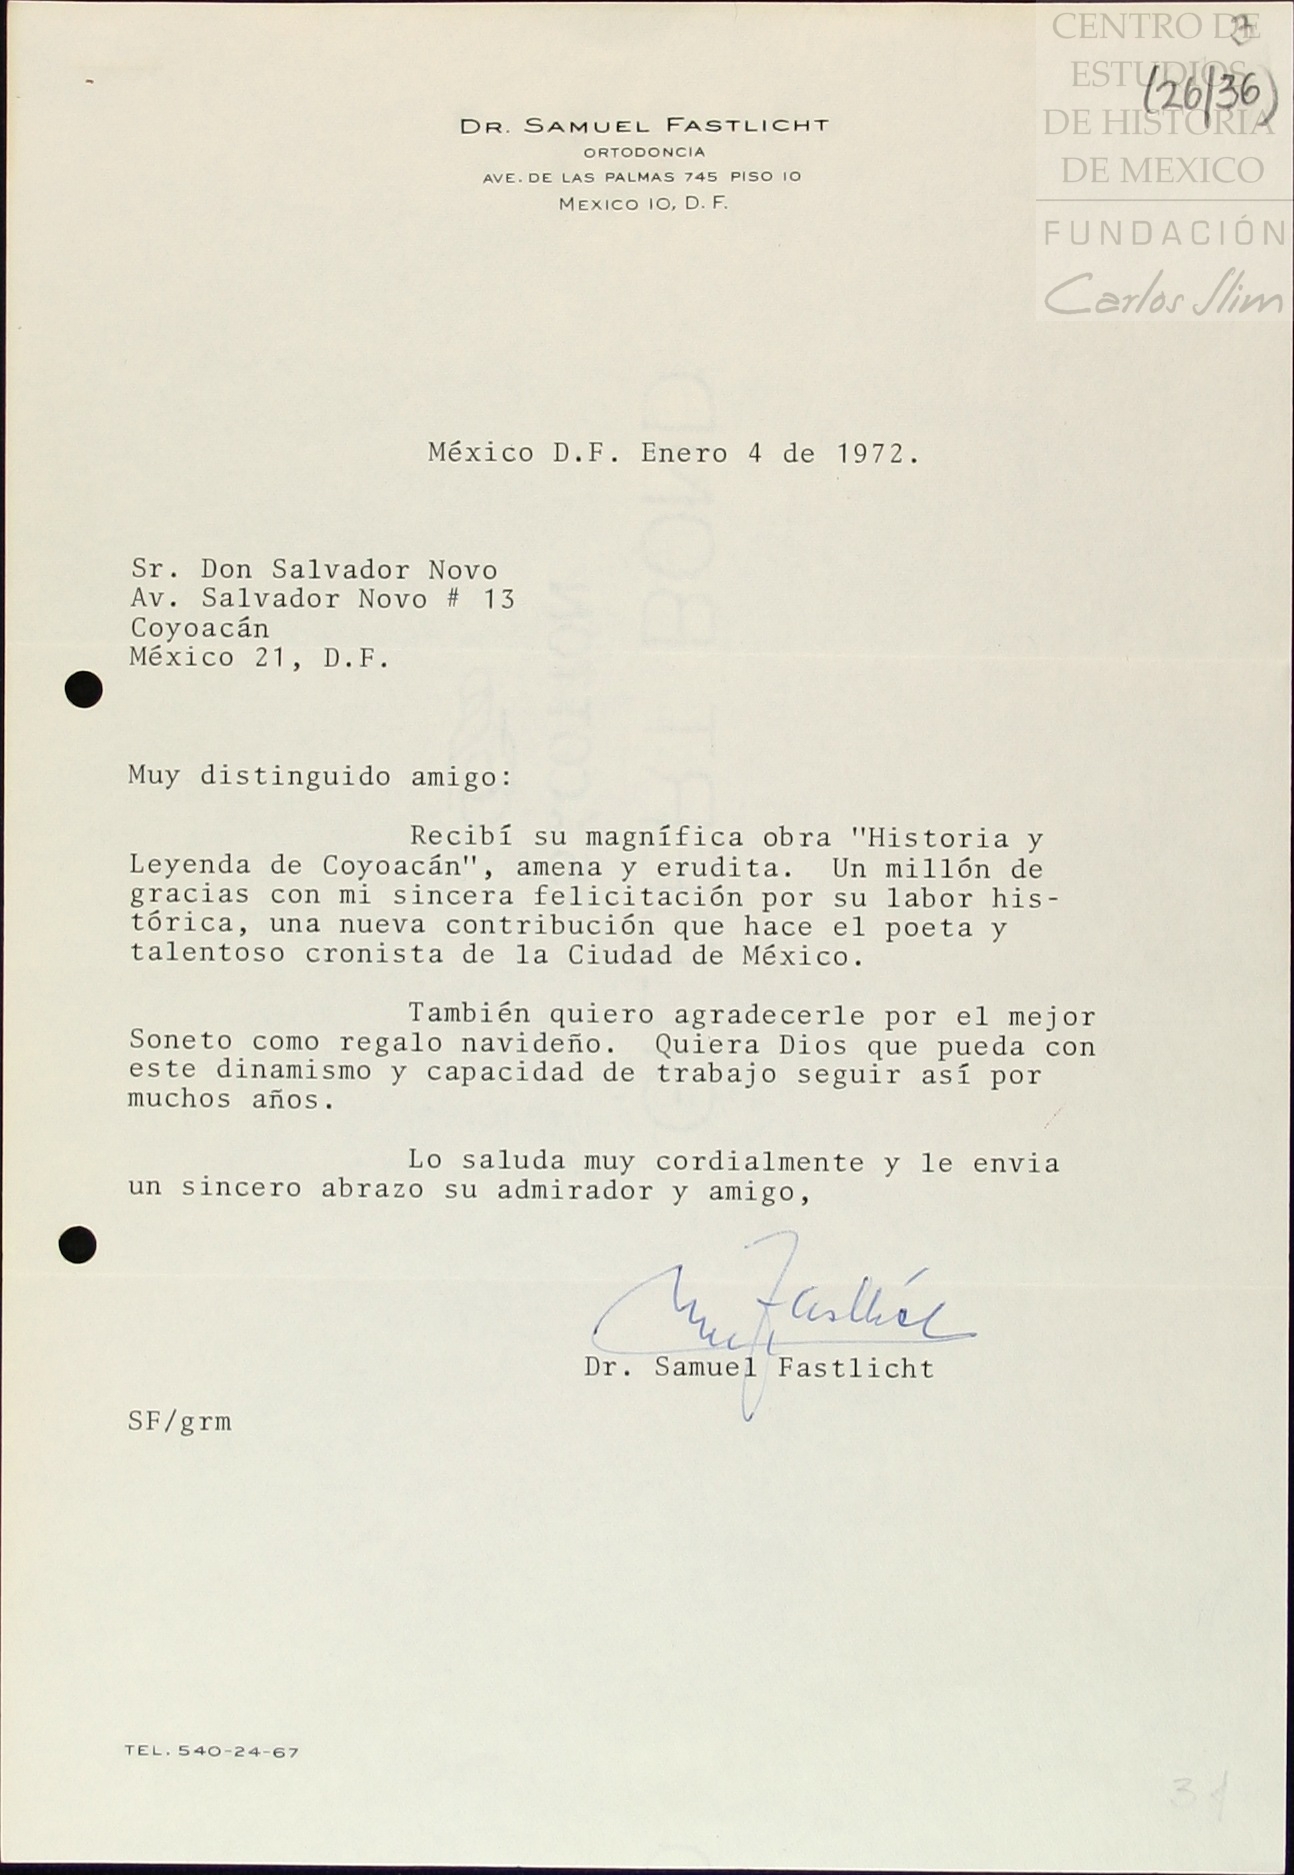 CENTRO DE
ESTUDIOS
DE HISTORIA
DE MEXICO
FUNDACIÓN
Carlos Slim
(26/36)
DR. SAMUEL FASTLICHT
ORTODONCIA
AVE. DE LAS PALMAS 745 PISO 10
MEXICO 10, D. F.
México D.F. Enero 4 de 1972.
Sr. Don Salvador Novo
Av. Salvador Novo # 13
Coyoacán
México 21, D.F.
Muy distinguido amigo:
Recibí su magnífica obra "Historia y
Leyenda de Coyoacán", amena y erudita. Un millón de
gracias con mi sincera felicitación por su labor his-
tórica, una nueva contribución que hace el poeta y
talentoso cronista de la Ciudad de México.
También quiero agradecerle por el mejor
Soneto como regalo navideño. Quiera Dios que pueda con
este dinamismo y capacidad de trabajo seguir así por
muchos años.
Lo saluda muy cordialmente y le envia
un sincero abrazo su admirador y amigo,
Dr. Samuel Fastlicht
SF/grm
TEL. 540-24-67